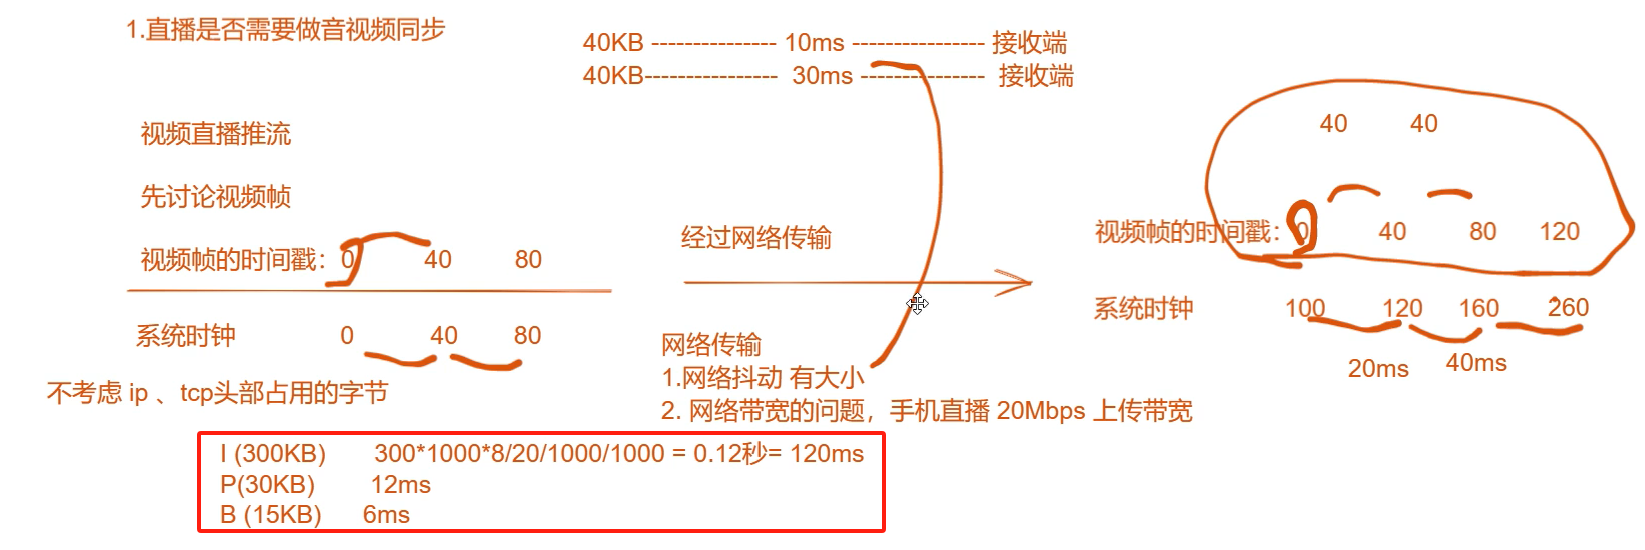 1.直播是否需要做音视频同步
40KB --------------- 10ms ---------------- 接收端
40KB---------------- 30ms --------------- 接收端
视频直播推流
先讨论视频帧
视频帧的时间戳：0 40 80
系统时钟 0 40 80
不考虑 ip 、tcp头部占用的字节
经过网络传输
网络传输
1.网络抖动 有大小
2. 网络带宽的问题，手机直播 20Mbps 上传带宽
I (300KB) 300*1000*8/20/1000/1000 = 0.12秒= 120ms
P(30KB) 12ms
B (15KB) 6ms
40 40
视频帧的时间戳：0 40 80 120
系统时钟 100 120 160 260
20ms 40ms